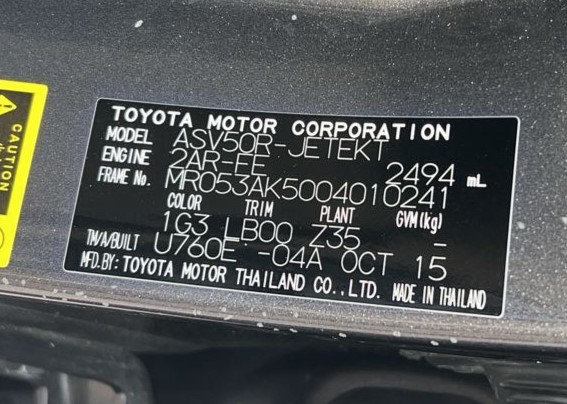 TOYOTA MOTOR CORPORATION
MODEL ASV50R-JETEKT
ENGINE 2AR-FE 2494 mL
FRAME No. MR053AK5004010241
COLOR TRIM PLANT GVM(kg)
1G3 LB00 Z35 -
TM/A/BUILT U760E -04A OCT 15
MFD.BY: TOYOTA MOTOR THAILAND CO.,LTD. MADE IN THAILAND
CAUTION